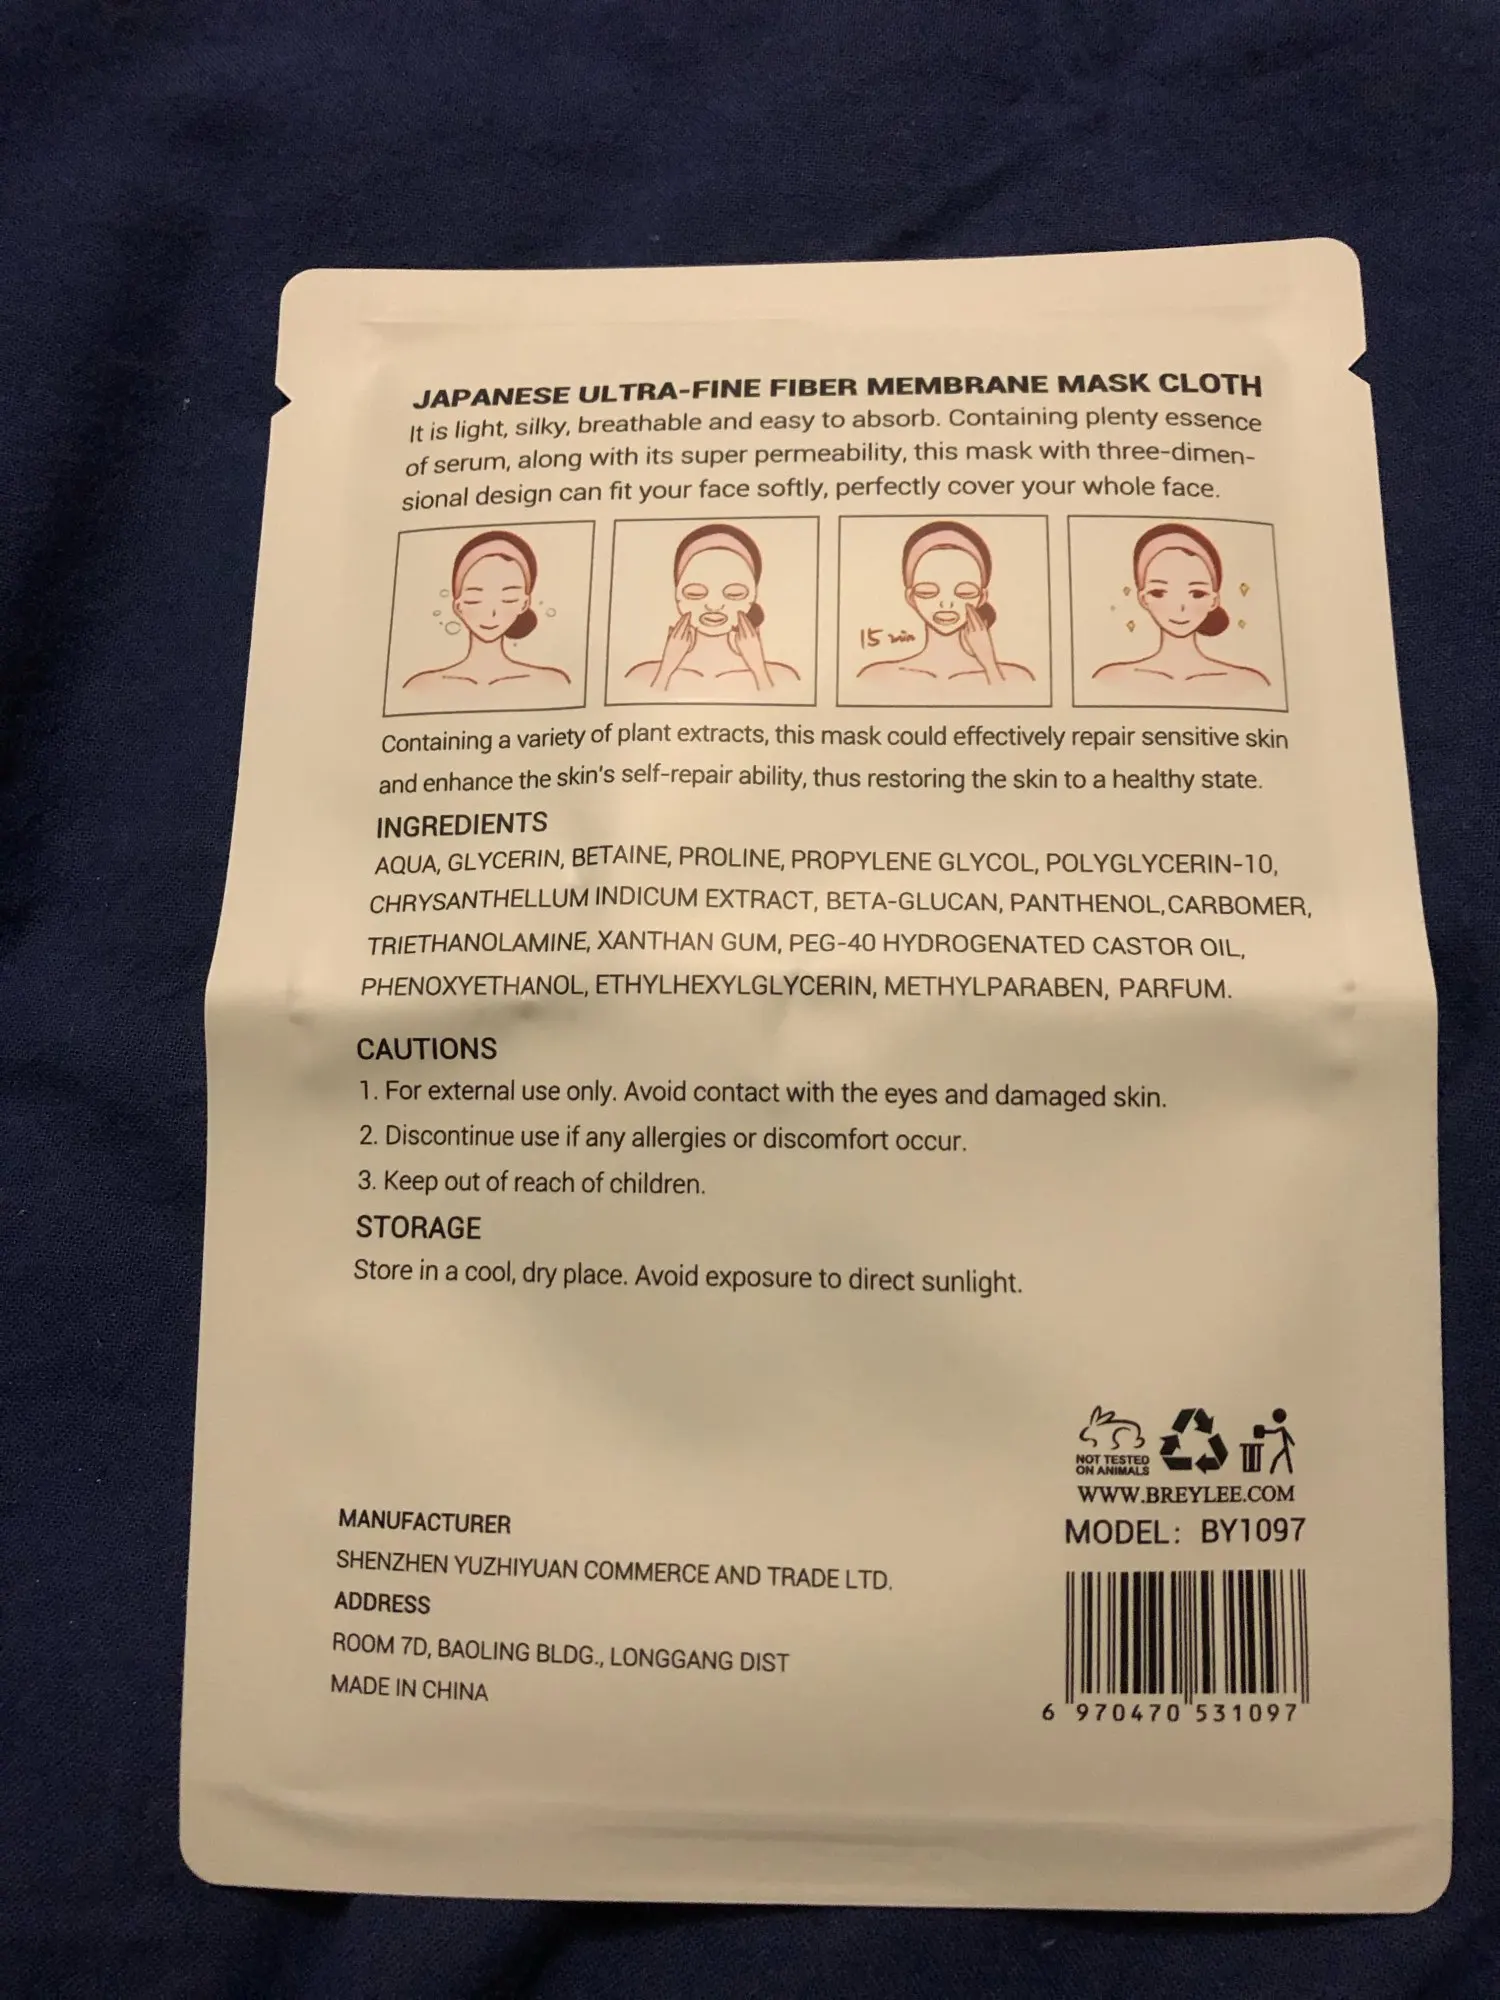 JAPANESE ULTRA-FINE FIBER MEMBRANE MASK CLOTH
It is light, silky, breathable and easy to absorb. Containing plenty essence
of serum, along with its super permeability, this mask with three-dimen-
sional design can fit your face softly, perfectly cover your whole face.
15 min
Containing a variety of plant extracts, this mask could effectively repair sensitive skin
and enhance the skin's self-repair ability, thus restoring the skin to a healthy state.
INGREDIENTS
AQUA, GLYCERIN, BETAINE, PROLINE, PROPYLENE GLYCOL, POLYGLYCERIN-10,
CHRYSANTHELLUM INDICUM EXTRACT, BETA-GLUCAN, PANTHENOL,CARBOMER,
TRIETHANOLAMINE, XANTHAN GUM, PEG-40 HYDROGENATED CASTOR OIL,
PHENOXYETHANOL, ETHYLHEXYLGLYCERIN, METHYLPARABEN, PARFUM.
CAUTIONS
1. For external use only. Avoid contact with the eyes and damaged skin.
2. Discontinue use if any allergies or discomfort occur.
3. Keep out of reach of children.
STORAGE
Store in a cool, dry place. Avoid exposure to direct sunlight.
NOT TESTED
ON ANIMALS
WWW.BREYLEE.COM
MODEL: BY1097
6 970470 531097
MANUFACTURER
SHENZHEN YUZHIYUAN COMMERCE AND TRADE LTD.
ADDRESS
ROOM 7D, BAOLING BLDG., LONGGANG DIST
MADE IN CHINA